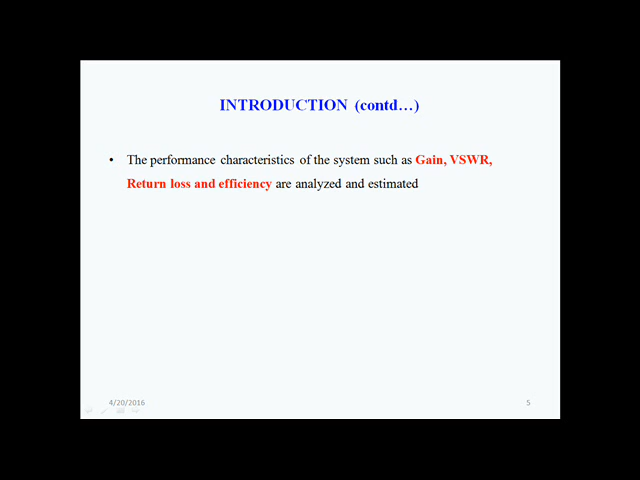 INTRODUCTION (contd…)
• The performance characteristics of the system such as Gain, VSWR,
Return loss and efficiency are analyzed and estimated
4/20/2016
5